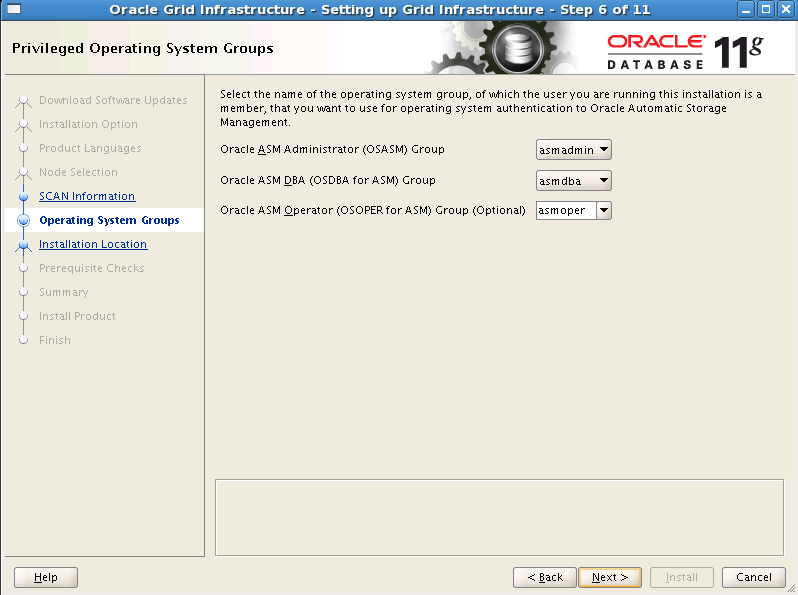 Oracle Grid Infrastructure - Setting up Grid Infrastructure - Step 6 of 11
Privileged Operating System Groups
ORACLE®
DATABASE
11g
Download Software Updates
Installation Option
Product Languages
Node Selection
SCAN Information
Operating System Groups
Installation Location
Prerequisite Checks
Summary
Install Product
Finish
Select the name of the operating system group, of which the user you are running this installation is a
member, that you want to use for operating system authentication to Oracle Automatic Storage
Management.
Oracle ASM Administrator (OSASM) Group
asmadmin
Oracle ASM DBA (OSDBA for ASM) Group
asmdba
Oracle ASM Operator (OSOPER for ASM) Group (Optional)
asmoper
Help
< Back
Next >
Install
Cancel